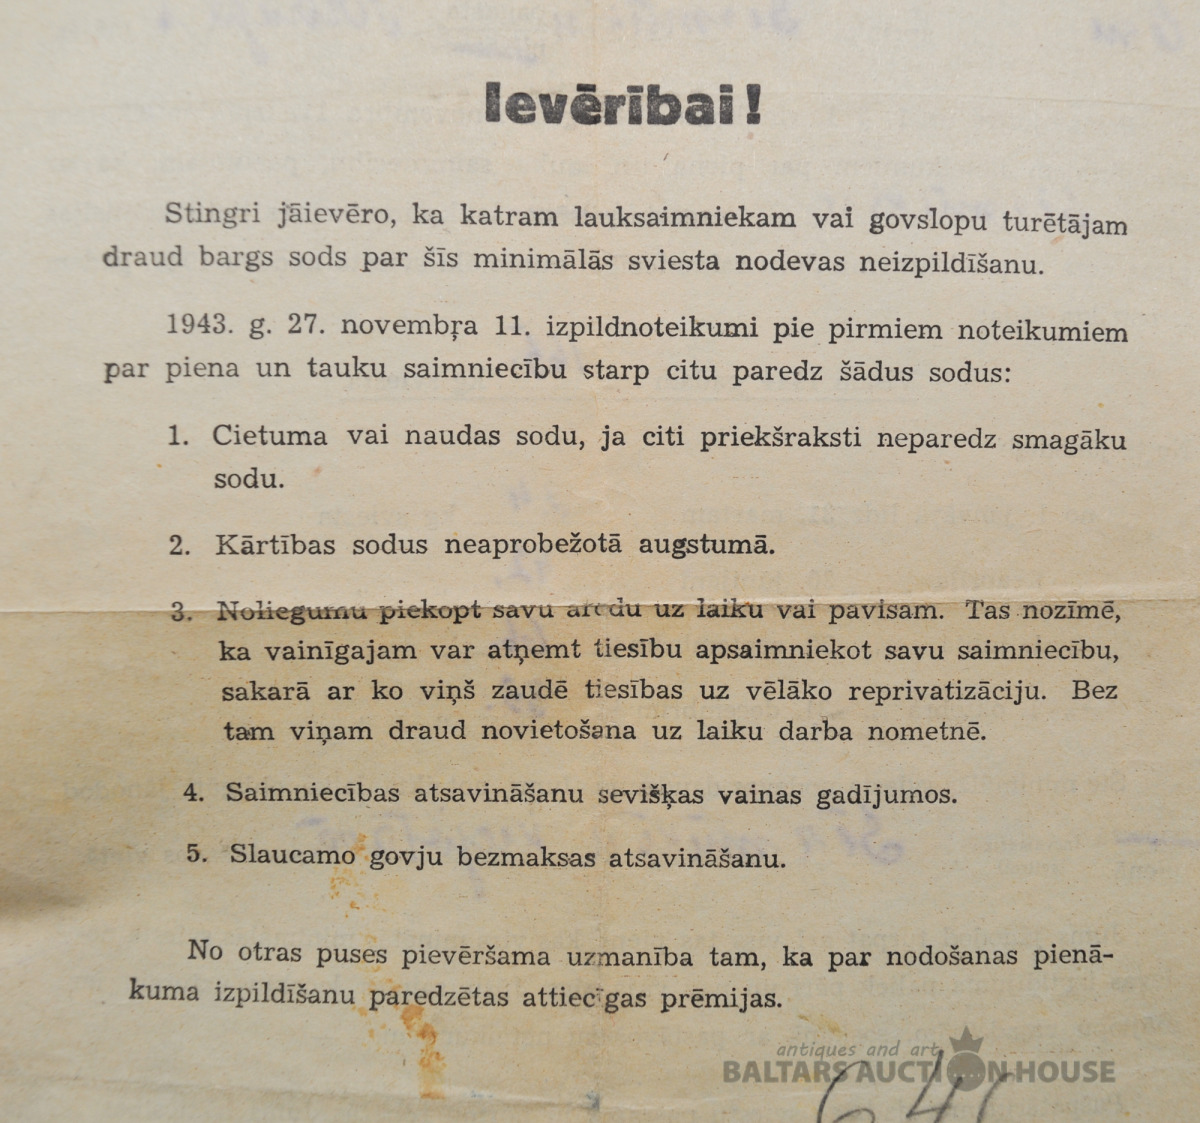 Ievērībai!
Stingri jāievēro, ka katram lauksaimniekam vai govslopu turētājam
draud bargs sods par šīs minimālās sviesta nodevas neizpildīšanu.
1943. g. 27. novembŗa 11. izpildnoteikumi pie pirmiem noteikumiem
par piena un tauku saimniecību starp citu paredz šādus sodus:
1. Cietuma vai naudas sodu, ja citi priekšraksti neparedz smagāku
sodu.
2. Kārtības sodus neaprobežotā augstumā.
3. Noliegumu piekopt savu arodu uz laiku vai pavisam. Tas nozīmē,
ka vainīgajam var atņemt tiesību apsaimniekot savu saimniecību,
sakarā ar ko viņš zaudē tiesības uz vēlāko reprivatizāciju. Bez
tam viņam draud novietošana uz laiku darba nometnē.
4. Saimniecības atsavināšanu sevišķas vainas gadījumos.
5. Slaucamo govju bezmaksas atsavināšanu.
No otras puses pievēršama uzmanība tam, ka par nodošanas pienā-
kuma izpildīšanu paredzētas attiecīgas prēmijas.
antiques and art
BALTARS AUCTION HOUSE